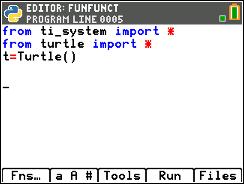 EDITOR: FUNFUNCT
PROGRAM LINE 0005
from ti_system import *
from turtle import *
t=Turtle()
_
Fns… a A # Tools Run Files